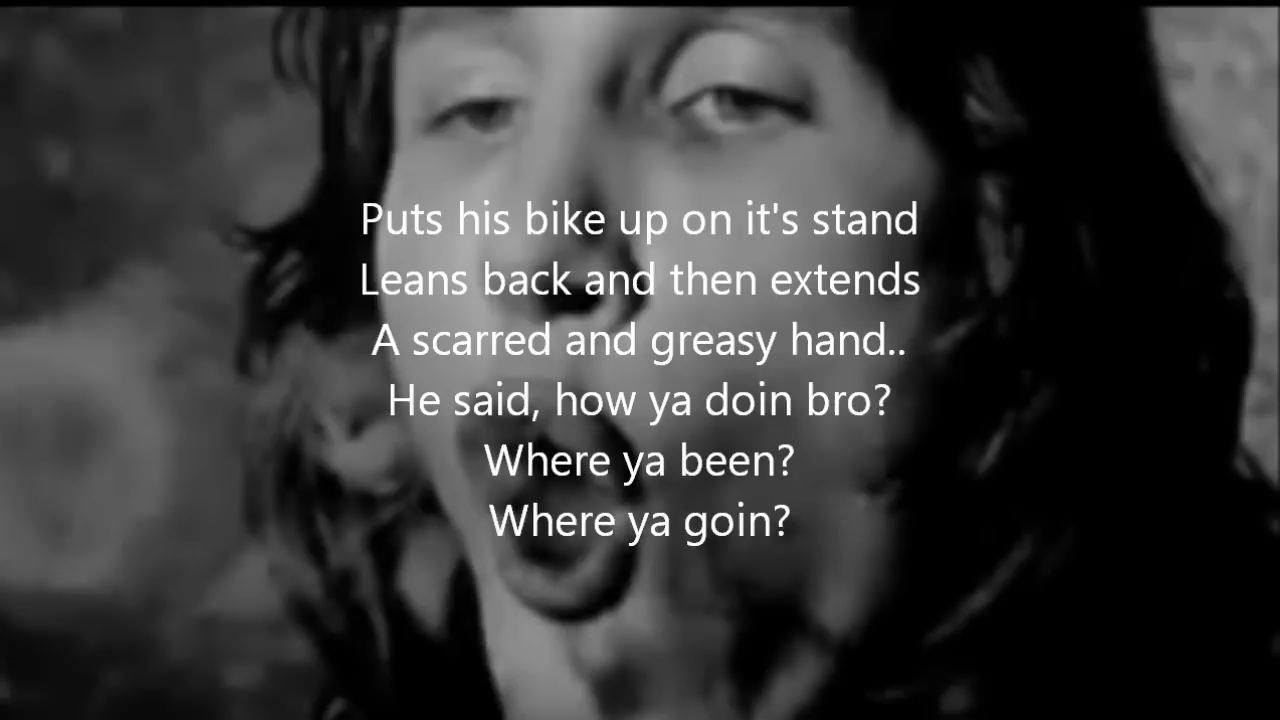 Puts his bike up on it's stand
Leans back and then extends
A scarred and greasy hand..
He said, how ya doin bro?
Where ya been?
Where ya goin?